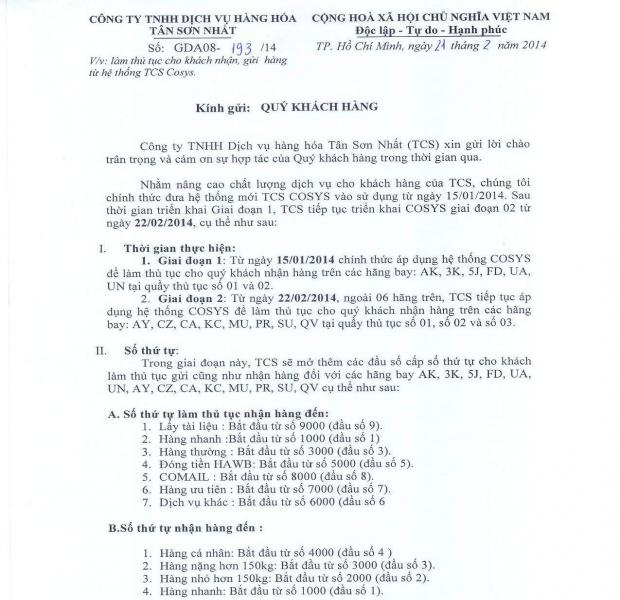 CÔNG TY TNHH DỊCH VỤ HÀNG HÓA
TÂN SƠN NHẤT
Số: GDA08- 193 /14
V/v: làm thủ tục cho khách nhận, gửi hàng
từ hệ thống TCS Cosys.
CỘNG HOÀ XÃ HỘI CHỦ NGHĨA VIỆT NAM
Độc lập - Tự do - Hạnh phúc
TP. Hồ Chí Minh, ngày 21 tháng 2 năm 2014
Kính gửi: QUÝ KHÁCH HÀNG
Công ty TNHH Dịch vụ hàng hóa Tân Sơn Nhất (TCS) xin gửi lời chào
trân trọng và cám ơn sự hợp tác của Quý khách hàng trong thời gian qua.
Nhằm nâng cao chất lượng dịch vụ cho khách hàng của TCS, chúng tôi
chính thức đưa hệ thống mới TCS COSYS vào sử dụng từ ngày 15/01/2014. Sau
thời gian triển khai Giai đoạn 1, TCS tiếp tục triển khai COSYS giai đoạn 02 từ
ngày 22/02/2014, cụ thể như sau:
I. Thời gian thực hiện:
1. Giai đoạn 1: Từ ngày 15/01/2014 chính thức áp dụng hệ thống COSYS
để làm thủ tục cho quý khách nhận hàng trên các hãng bay: AK, 3K, 5J, FD, UA,
UN tại quầy thủ tục số 01 và 02.
2. Giai đoạn 2: Từ ngày 22/02/2014, ngoài 06 hãng trên, TCS tiếp tục áp
dụng hệ thống COSYS để làm thủ tục cho quý khách nhận hàng trên các hãng
bay: AY, CZ, CA, KC, MU, PR, SU, QV tại quầy thủ tục số 01, số 02 và số 03.
II. Số thứ tự:
Trong giai đoạn này, TCS sẽ mở thêm các đầu số cấp số thứ tự cho khách
làm thủ tục gửi cũng như nhận hàng đối với các hãng bay AK, 3K, 5J, FD, UA,
UN, AY, CZ, CA, KC, MU, PR, SU, QV cụ thể như sau:
A. Số thứ tự làm thủ tục nhận hàng đến:
1. Lấy tài liệu : Bắt đầu từ số 9000 (đầu số 9).
2. Hàng nhanh :Bắt đầu từ số 1000 (đầu số 1)
3. Hàng thường : Bắt đầu từ số 3000 (đầu số 3).
4. Đóng tiền HAWB: Bắt đầu từ số 5000 (đầu số 5).
5. COMAIL : Bắt đầu từ số 8000 (đầu số 8).
6. Hàng ưu tiên : Bắt đầu từ số 7000 (đầu số 7).
7. Dịch vụ khác : Bắt đầu từ số 6000 (đầu số 6
B.Số thứ tự nhận hàng đến :
1. Hàng cá nhân: Bắt đầu từ số 4000 (đầu số 4 )
2. Hàng nặng hơn 150kg: Bắt đầu từ số 3000 (đầu số 3).
3. Hàng nhỏ hơn 150kg: Bắt đầu từ số 2000 (đầu số 2).
4. Hàng nhanh: Bắt đầu từ số 1000 (đầu số 1).